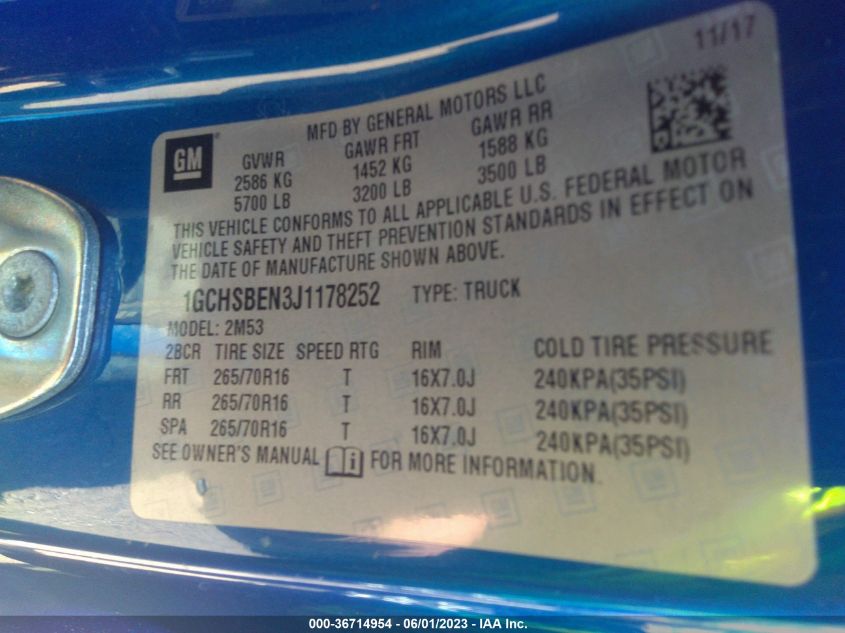 11/17
MFD BY GENERAL MOTORS LLC
GM
GVWR GAWR FRT GAWR RR
2586 KG 1452 KG 1588 KG
5700 LB 3200 LB 3500 LB
THIS VEHICLE CONFORMS TO ALL APPLICABLE U.S. FEDERAL MOTOR
VEHICLE SAFETY AND THEFT PREVENTION STANDARDS IN EFFECT ON
THE DATE OF MANUFACTURE SHOWN ABOVE.
1GCHSBEN3J1178252 TYPE: TRUCK
MODEL: 2M53
2BCR TIRE SIZE SPEED RTG RIM COLD TIRE PRESSURE
FRT 265/70R16 T 16X7.0J 240KPA(35PSI)
RR 265/70R16 T 16X7.0J 240KPA(35PSI)
SPA 265/70R16 T 16X7.0J 240KPA(35PSI)
SEE OWNER'S MANUAL FOR MORE INFORMATION.
000-36714954 - 06/01/2023 - IAA Inc.